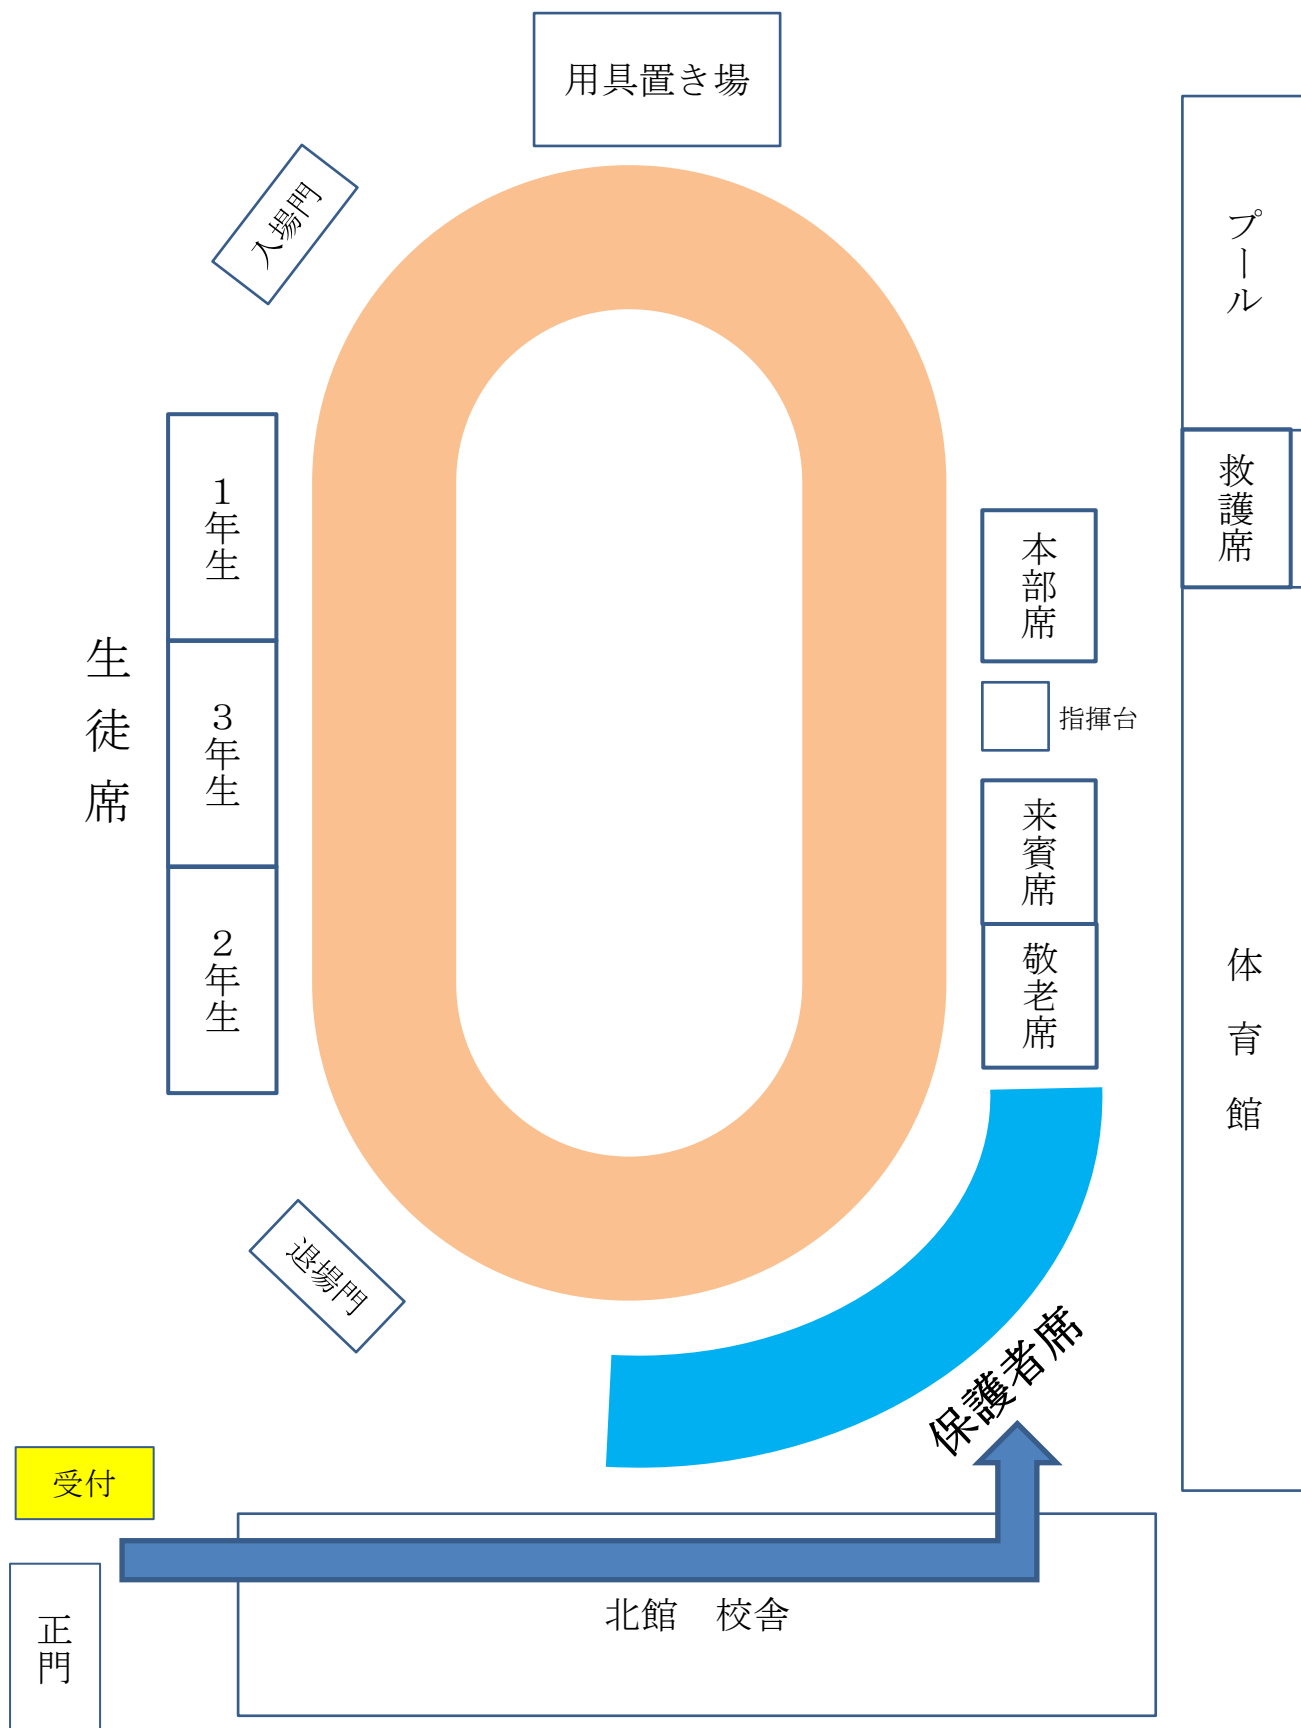 用具置き場
入場門
プール
1年生
救護席
本部席
生徒席
3年生
指揮台
来賓席
2年生
敬老席
体育館
退場門
保護者席
受付
北館　校舎
正門